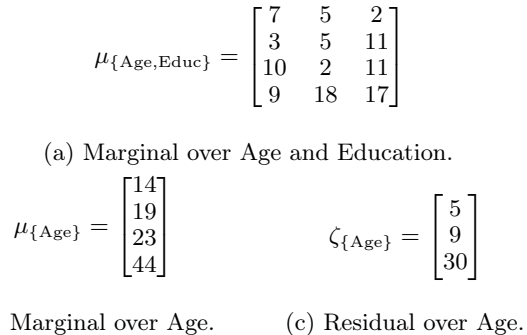 μ{Age,Educ} = [7 5 2
3 5 11
10 2 11
9 18 17]
(a) Marginal over Age and Education.
μ{Age} = [14
19
23
44]
ζ{Age} = [5
9
30]
Marginal over Age.
(c) Residual over Age.